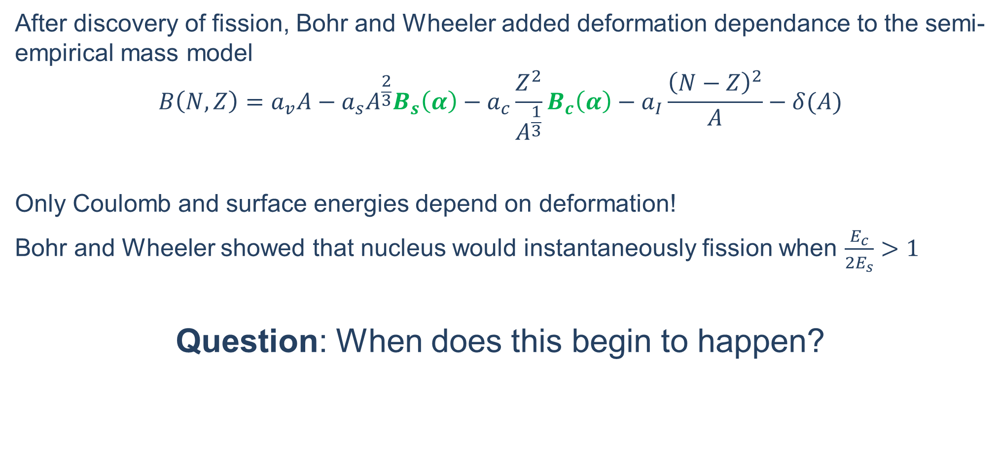 After discovery of fission, Bohr and Wheeler added deformation dependance to the semi-
empirical mass model
$B(N,Z) = a_v A - a_s A^{\frac{2}{3}} \boldsymbol{B_s(\alpha)} - a_c \frac{Z^2}{A^{\frac{1}{3}}} \boldsymbol{B_c(\alpha)} - a_I \frac{(N-Z)^2}{A} - \delta(A)$
Only Coulomb and surface energies depend on deformation!
Bohr and Wheeler showed that nucleus would instantaneously fission when $\frac{E_c}{2E_s} > 1$
Question: When does this begin to happen?